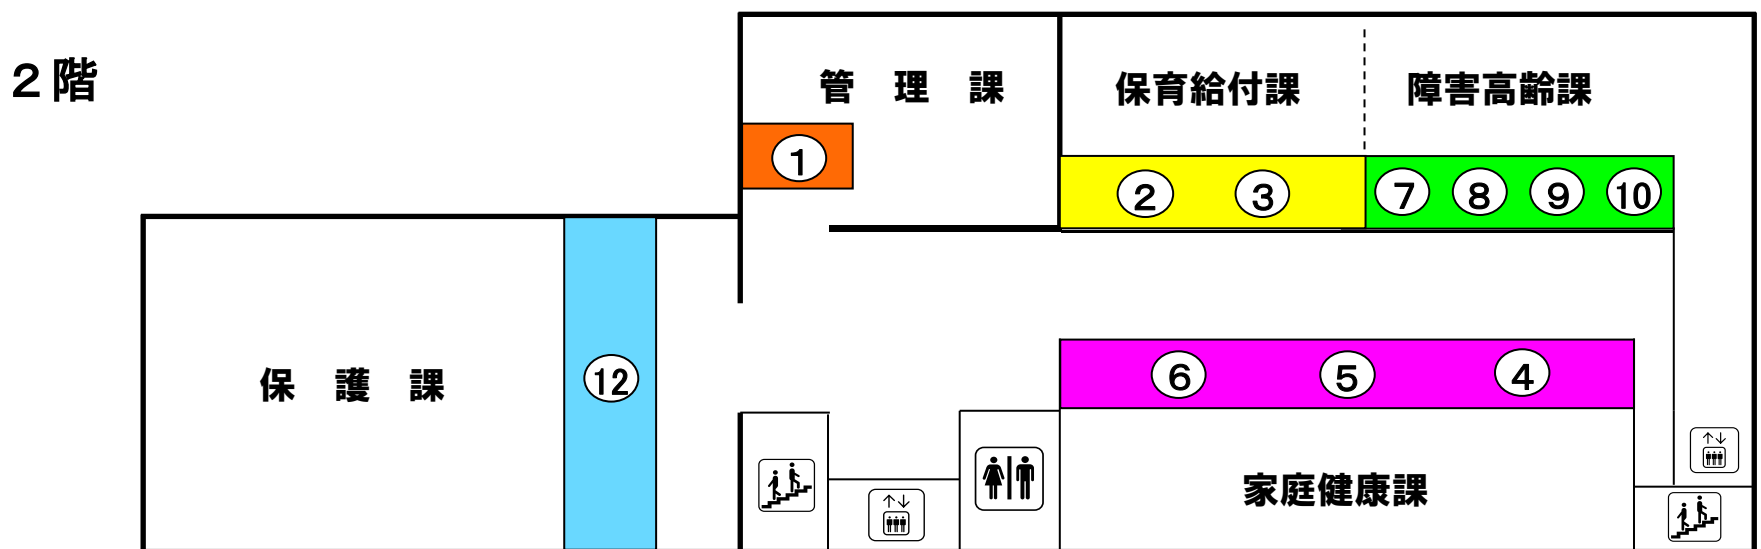 2階
管 理 課
保育給付課
障害高齢課
1
2 3
7 8 9 10
保 護 課
12
6 5 4
家庭健康課